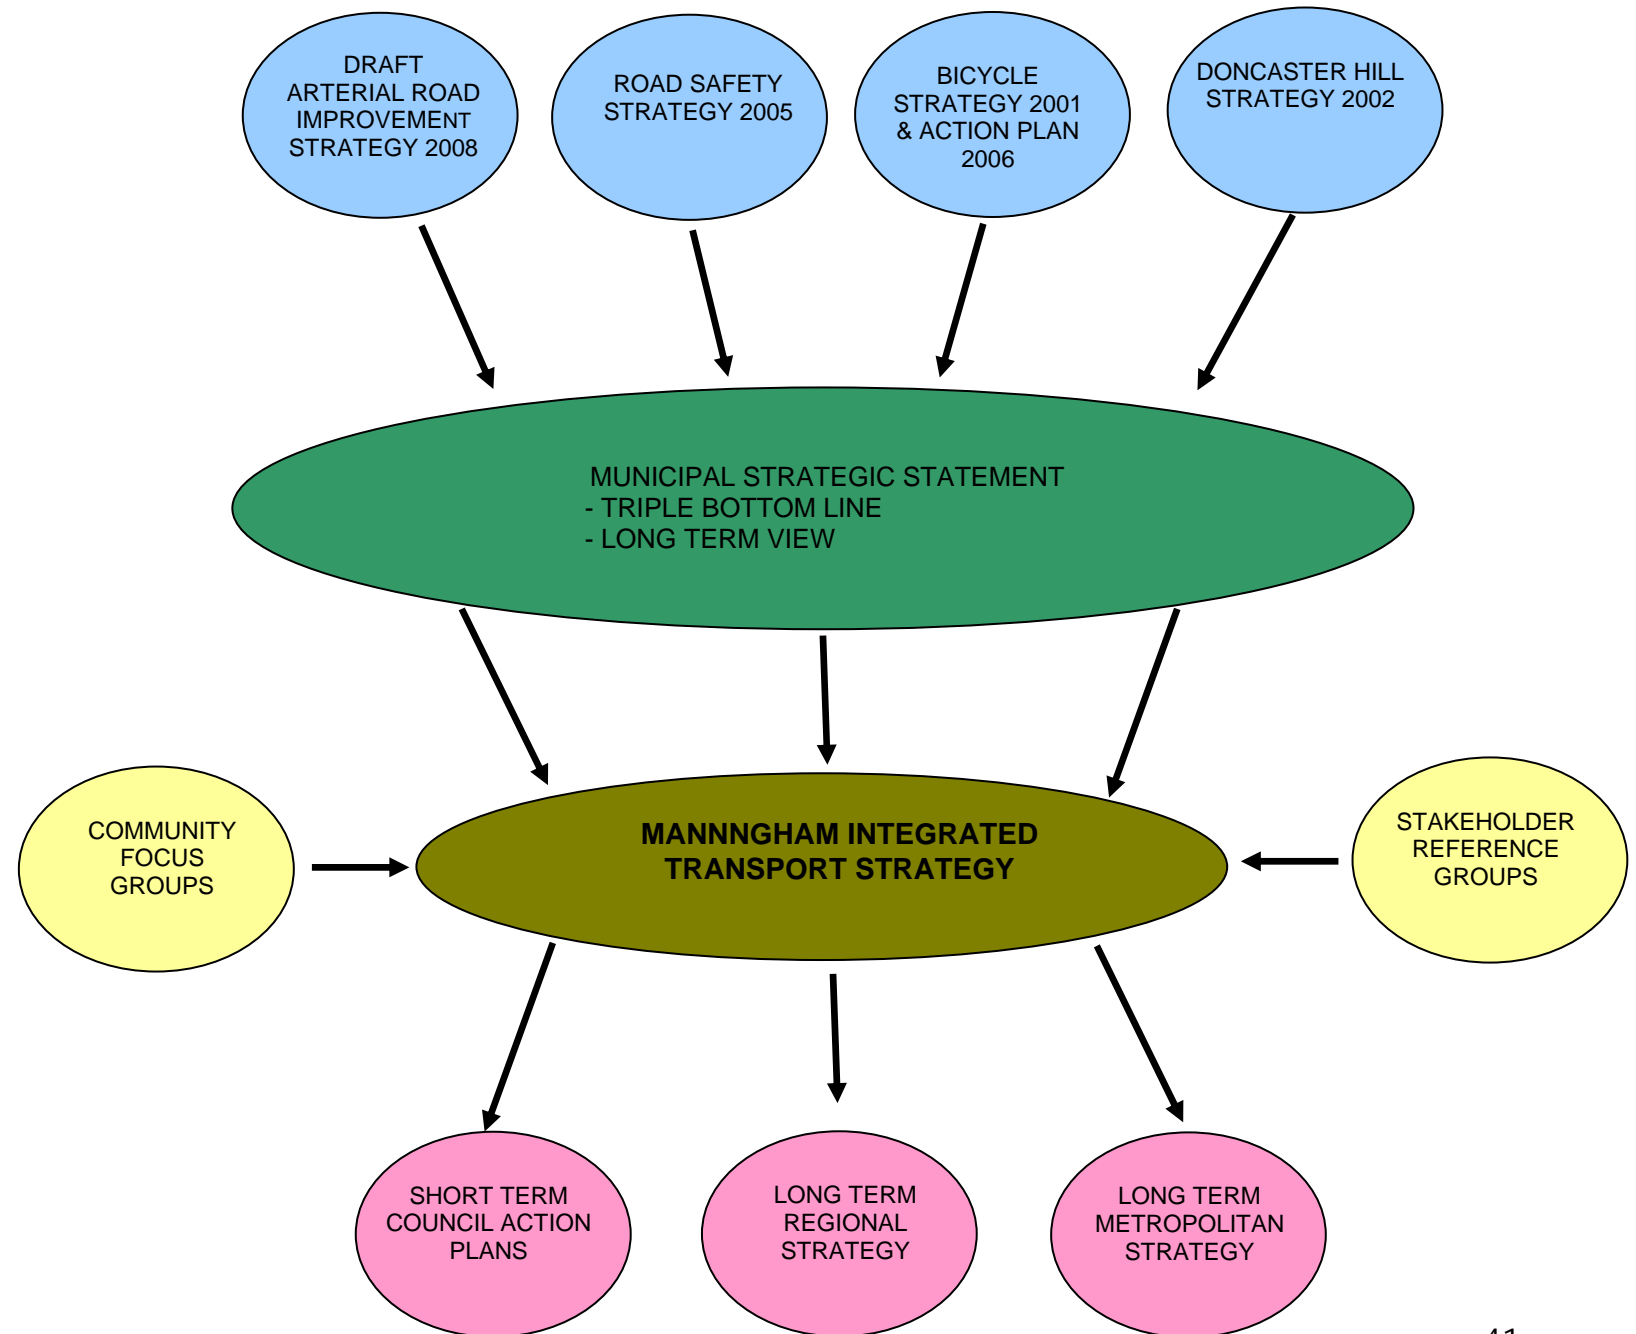 DRAFT
ARTERIAL ROAD
IMPROVEMENT
STRATEGY 2008
ROAD SAFETY
STRATEGY 2005
BICYCLE
STRATEGY 2001
& ACTION PLAN
2006
DONCASTER HILL
STRATEGY 2002
MUNICIPAL STRATEGIC STATEMENT
- TRIPLE BOTTOM LINE
- LONG TERM VIEW
COMMUNITY
FOCUS
GROUPS
MANNNGHAM INTEGRATED
TRANSPORT STRATEGY
STAKEHOLDER
REFERENCE
GROUPS
SHORT TERM
COUNCIL ACTION
PLANS
LONG TERM
REGIONAL
STRATEGY
LONG TERM
METROPOLITAN
STRATEGY